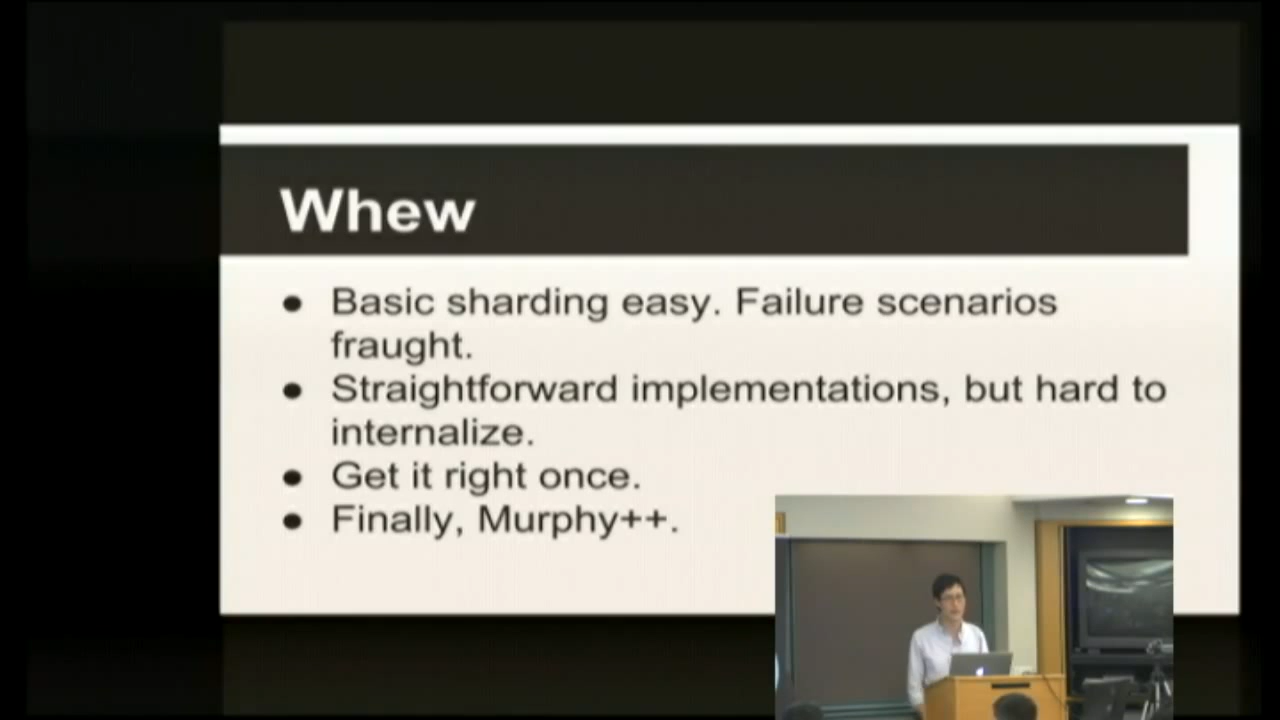 Whew
● Basic sharding easy. Failure scenarios
fraught.
● Straightforward implementations, but hard to
internalize.
● Get it right once.
● Finally, Murphy++.